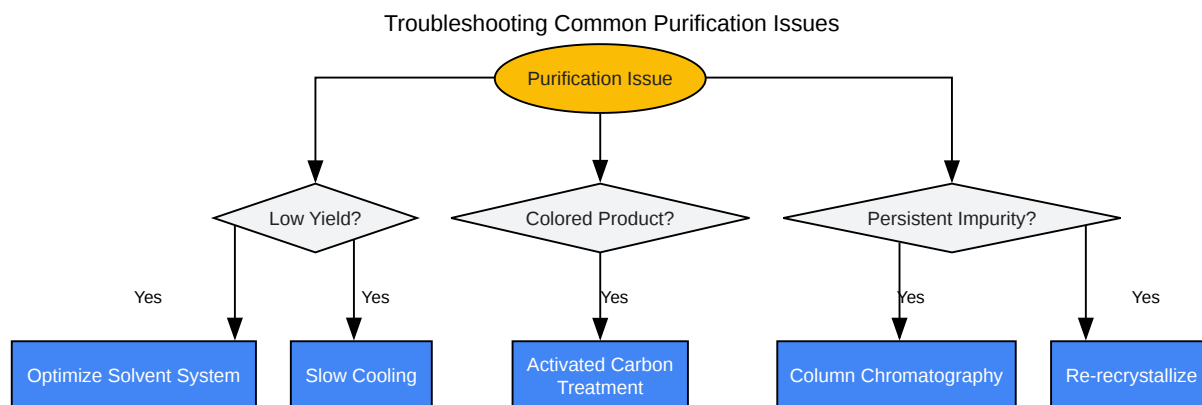 Troubleshooting Common Purification Issues
Purification Issue
Low Yield?
Colored Product?
Persistent Impurity?
Yes
Yes
Yes
Yes
Yes
Optimize Solvent System
Slow Cooling
Activated Carbon
Treatment
Column Chromatography
Re-recrystallize